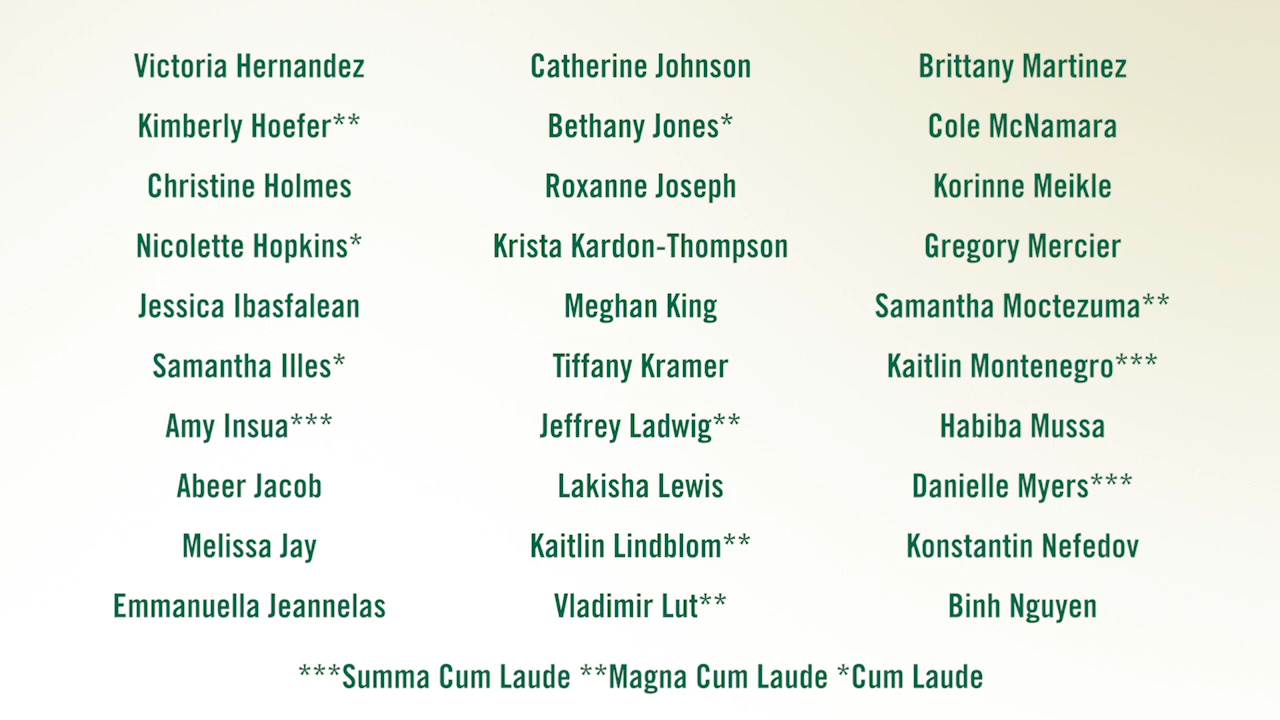 Victoria Hernandez
Kimberly Hoefer**
Christine Holmes
Nicolette Hopkins*
Jessica Ibasfalean
Samantha Illes*
Amy Insua***
Abeer Jacob
Melissa Jay
Emmanuella Jeannelas
Catherine Johnson
Bethany Jones*
Roxanne Joseph
Krista Kardon-Thompson
Meghan King
Tiffany Kramer
Jeffrey Ladwig**
Lakisha Lewis
Kaitlin Lindblom**
Vladimir Lut**
Brittany Martinez
Cole McNamara
Korinne Meikle
Gregory Mercier
Samantha Moctezuma**
Kaitlin Montenegro***
Habiba Mussa
Danielle Myers***
Konstantin Nefedov
Binh Nguyen
***Summa Cum Laude **Magna Cum Laude *Cum Laude